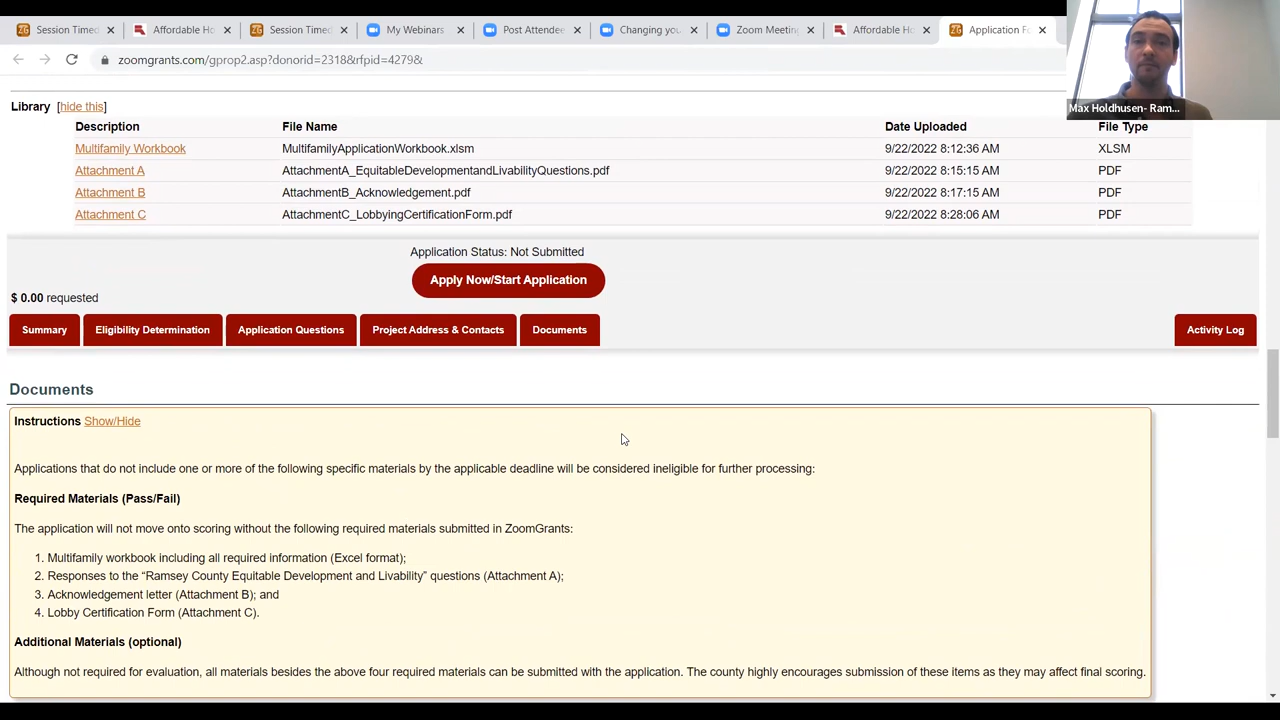 Session Timed
Affordable Ho
Session Timed
My Webin
Post Attendee
Changing you
Zoom Meetin
Affordable Ho
Application Fo
zoomgrants.com/gprop2.asp?donorid=2318&rfpid=4279&
Max Holdhusen- Ram...
Library [hide this]
Description File Name Date Uploaded File Type
Multifamily Workbook MultifamilyApplicationWorkbook.xlsm 9/22/2022 8:12:36 AM XLSM
Attachment A AttachmentA_EquitableDevelopmentandLivabilityQuestions.pdf 9/22/2022 8:15:15 AM PDF
Attachment B AttachmentB_Acknowledgement.pdf 9/22/2022 8:17:15 AM PDF
Attachment C AttachmentC_LobbyingCertificationForm.pdf 9/22/2022 8:28:06 AM PDF
Application Status: Not Submitted
Apply Now/Start Application
$ 0.00 requested
Summary Eligibility Determination Application Questions Project Address & Contacts Documents Activity Log
Documents
Instructions Show/Hide
Applications that do not include one or more of the following specific materials by the applicable deadline will be considered ineligible for further processing:
Required Materials (Pass/Fail)
The application will not move onto scoring without the following required materials submitted in ZoomGrants:
1. Multifamily workbook including all required information (Excel format);
2. Responses to the “Ramsey County Equitable Development and Livability” questions (Attachment A);
3. Acknowledgement letter (Attachment B); and
4. Lobby Certification Form (Attachment C).
Additional Materials (optional)
Although not required for evaluation, all materials besides the above four required materials can be submitted with the application. The county highly encourages submission of these items as they may affect final scoring.